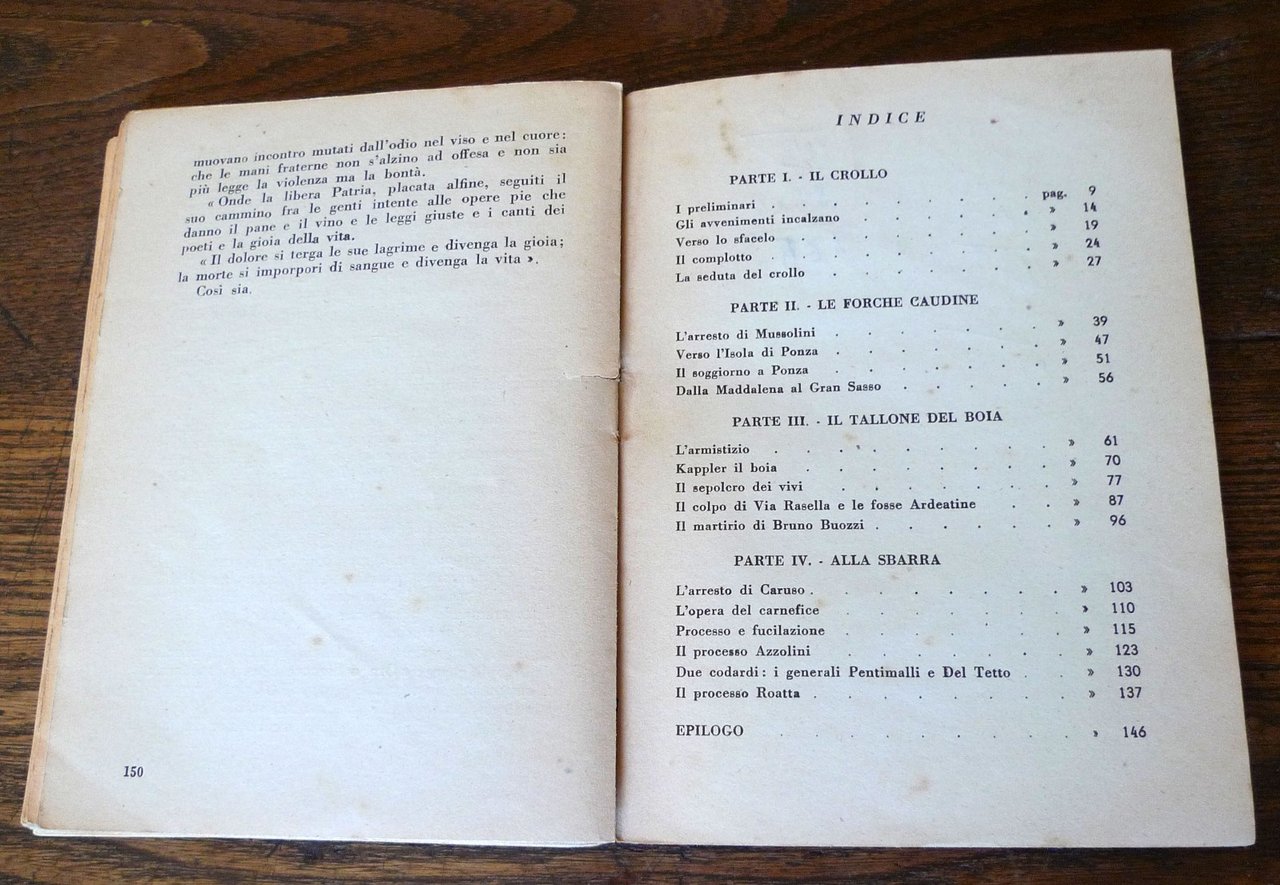 muovano incontro mutati dall'odio nel viso e nel cuore:
che le mani fraterne non s'alzino ad offesa e non sia
più legge la violenza ma la bontà.
« Onde la libera Patria, placata alfine, seguiti il
suo cammino fra le genti intente alle opere pie che
danno il pane e il vino e le leggi giuste e i canti dei
poeti e la gioia della vita.
« Il dolore si terga le sue lagrime e divenga la gioia;
la morte si imporpori di sangue e divenga la vita ».
Così sia.
150
INDICE
PARTE I. - IL CROLLO
I preliminari . . . . . . . pag. 9
Gli avvenimenti incalzano . . . . . . » 14
Verso lo sfacelo . . . . . . . » 19
Il complotto . . . . . . . . » 24
La seduta del crollo . . . . . . . » 27
PARTE II. - LE FORCHE CAUDINE
L'arresto di Mussolini . . . . . . . » 39
Verso l'Isola di Ponza . . . . . . . » 47
Il soggiorno a Ponza . . . . . . . » 51
Dalla Maddalena al Gran Sasso . . . . . » 56
PARTE III. - IL TALLONE DEL BOIA
L'armistizio . . . . . . . . . » 61
Kappler il boia . . . . . . . . » 70
Il sepolcro dei vivi . . . . . . . » 77
Il colpo di Via Rasella e le fosse Ardeatine . . » 87
Il martirio di Bruno Buozzi . . . . . . » 96
PARTE IV. - ALLA SBARRA
L'arresto di Caruso . . . . . . . . » 103
L'opera del carnefice . . . . . . . » 110
Processo e fucilazione . . . . . . . » 115
Il processo Azzolini . . . . . . . » 123
Due codardi : i generali Pentimalli e Del Tetto . . » 130
Il processo Roatta . . . . . . . . » 137
EPILOGO . . . . . . . . . » 146